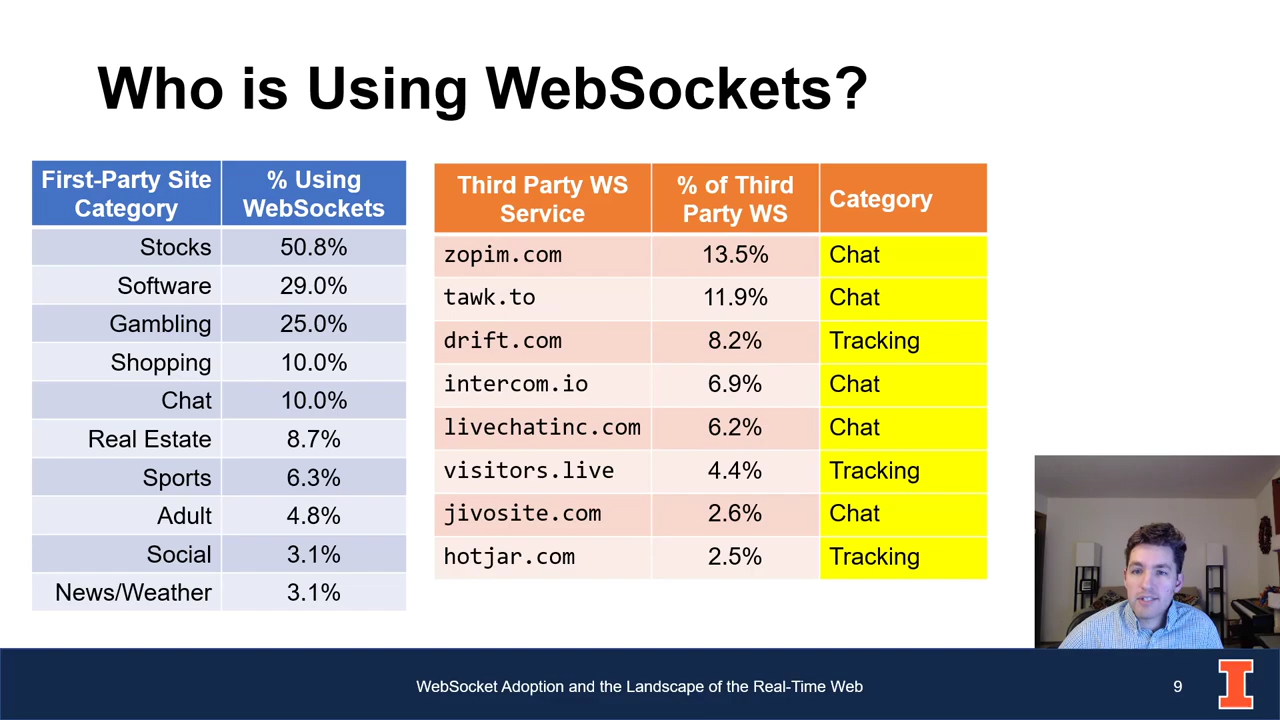 Who is Using WebSockets?
First-Party Site Category % Using WebSockets
Stocks 50.8%
Software 29.0%
Gambling 25.0%
Shopping 10.0%
Chat 10.0%
Real Estate 8.7%
Sports 6.3%
Adult 4.8%
Social 3.1%
News/Weather 3.1%
Third Party WS Service % of Third Party WS Category
zopim.com 13.5% Chat
tawk.to 11.9% Chat
drift.com 8.2% Tracking
intercom.io 6.9% Chat
livechatinc.com 6.2% Chat
visitors.live 4.4% Tracking
jivosite.com 2.6% Chat
hotjar.com 2.5% Tracking
WebSocket Adoption and the Landscape of the Real-Time Web
9
I